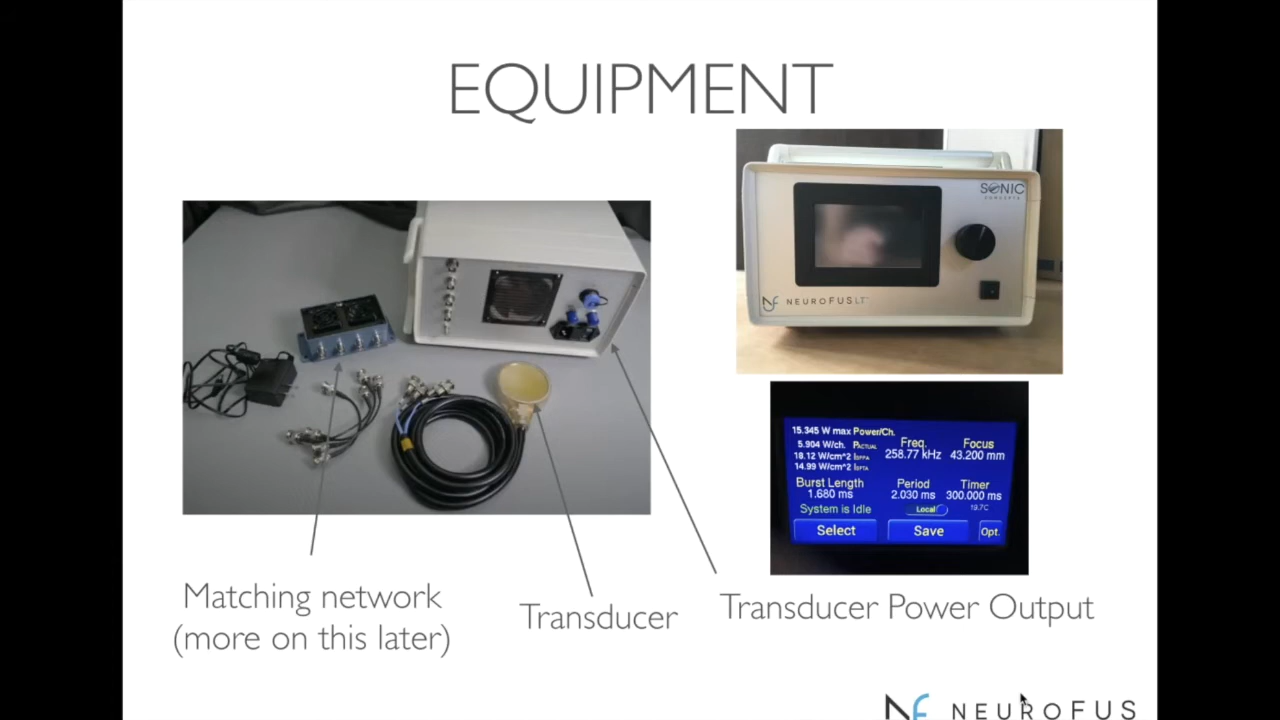 EQUIPMENT
SONIC
CONCEPTS
NEUROFUS LT™
15.345 W max Power/Ch.
5.904 W/ch. PACTUAL
18.12 W/cm^2 ISPPA
14.99 W/cm^2 ISPTA
Freq.
258.77 kHz
Focus
43.200 mm
Burst Length
1.680 ms
Period
2.030 ms
Timer
300.000 ms
System is Idle
Local
19.7C
Select
Save
Opt.
Matching network
(more on this later)
Transducer
Transducer Power Output
NEUROFUS